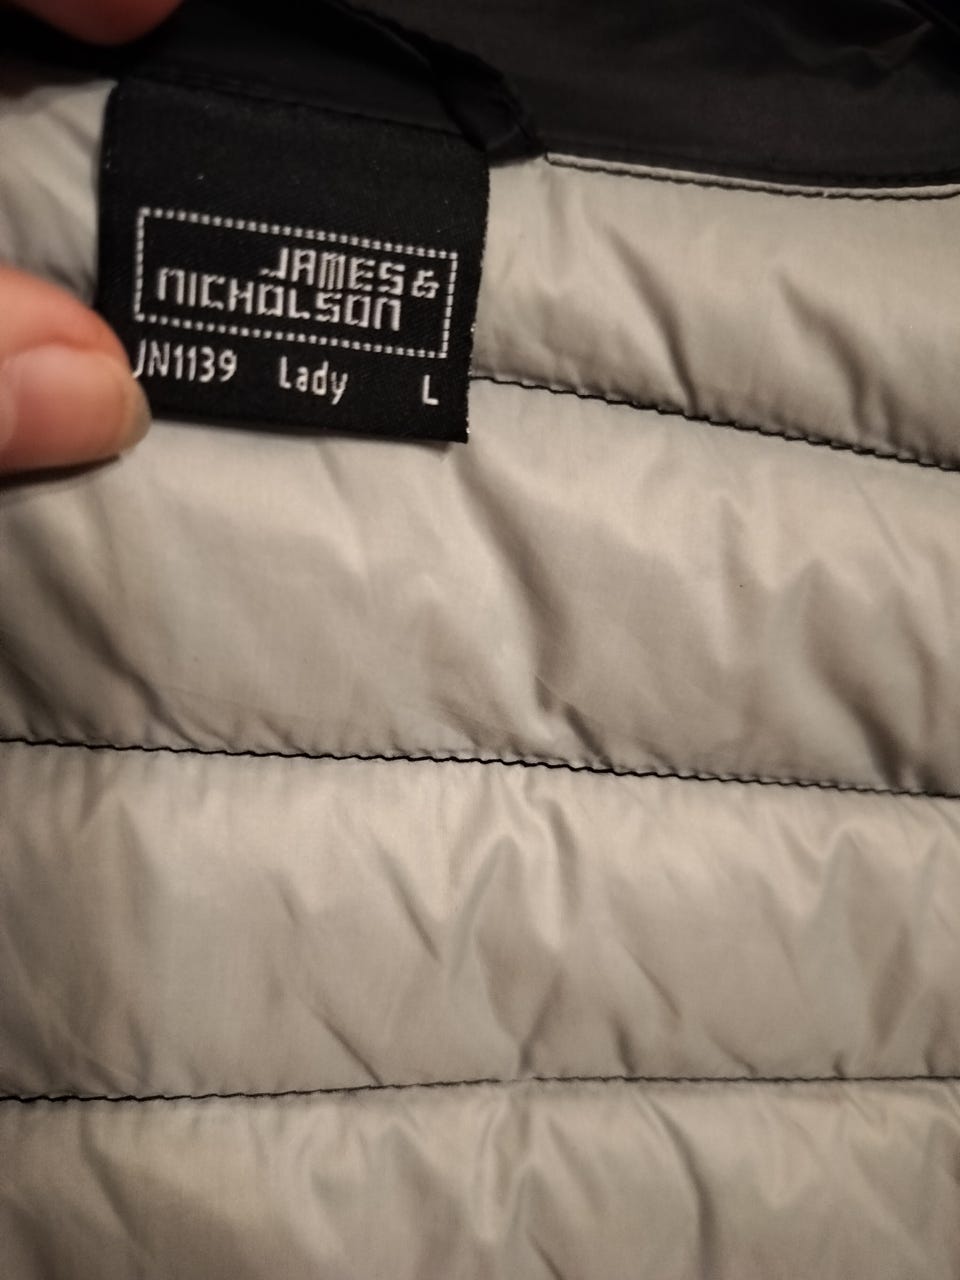 JAMES &
NICHOLSON
JN1139 Lady L